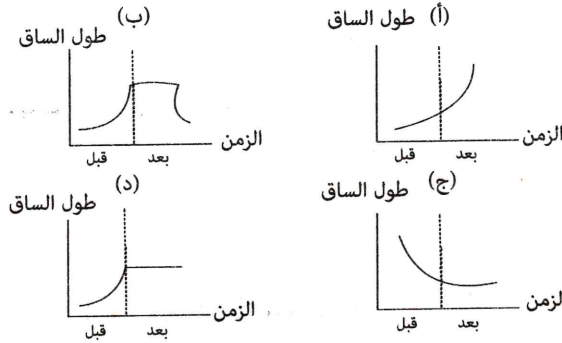 (أ)
طول الساق
الزمن
قبل
بعد
(ب)
طول الساق
الزمن
قبل
بعد
(ج)
طول الساق
لزمن
قبل
بعد
(د)
طول الساق
الزمن
قبل
بعد